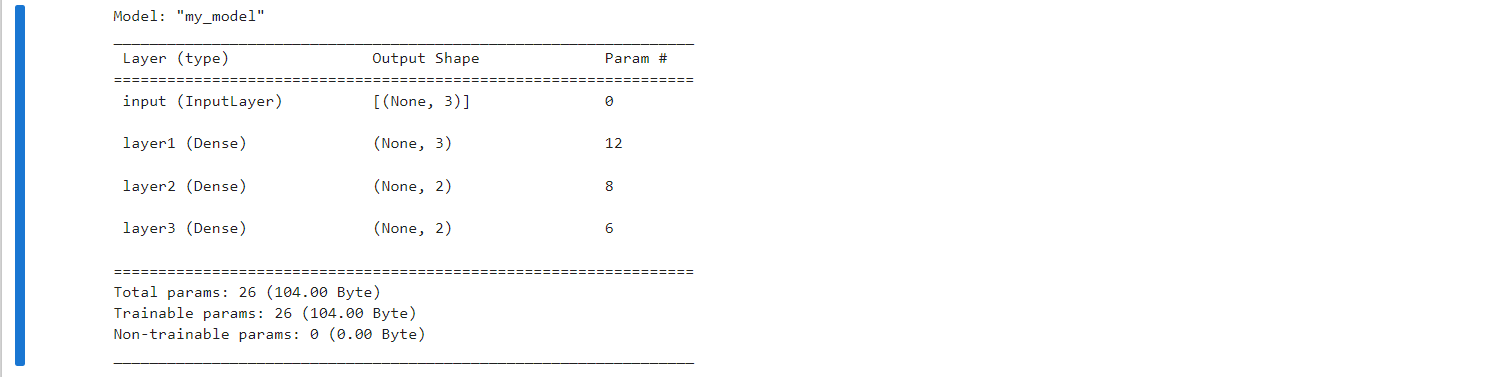 Model: "my_model"
_________________________________________________________________
Layer (type) Output Shape Param #
=================================================================
input (InputLayer) [(None, 3)] 0
layer1 (Dense) (None, 3) 12
layer2 (Dense) (None, 2) 8
layer3 (Dense) (None, 2) 6
=================================================================
Total params: 26 (104.00 Byte)
Trainable params: 26 (104.00 Byte)
Non-trainable params: 0 (0.00 Byte)
_________________________________________________________________